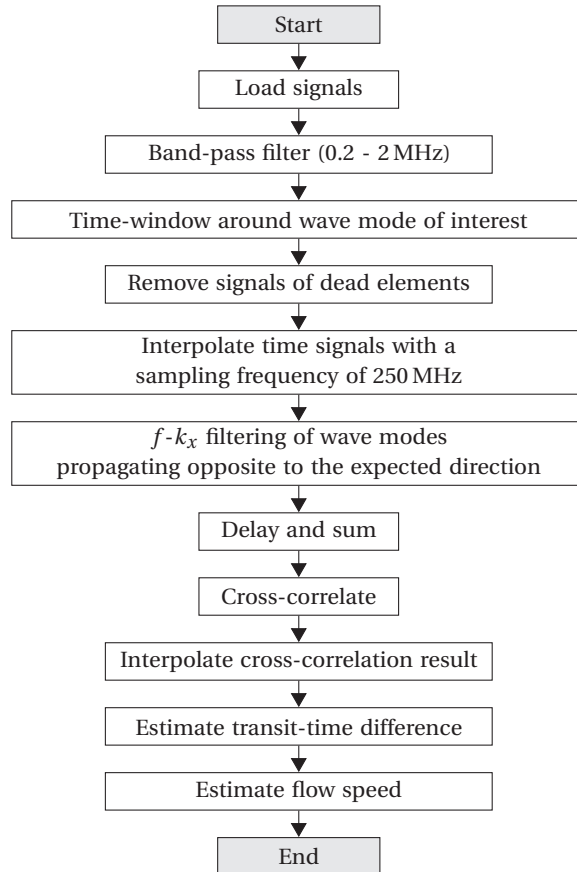 Start
Load signals
Band-pass filter (0.2 - 2 MHz)
Time-window around wave mode of interest
Remove signals of dead elements
Interpolate time signals with a
sampling frequency of 250 MHz
f-kₓ filtering of wave modes
propagating opposite to the expected direction
Delay and sum
Cross-correlate
Interpolate cross-correlation result
Estimate transit-time difference
Estimate flow speed
End